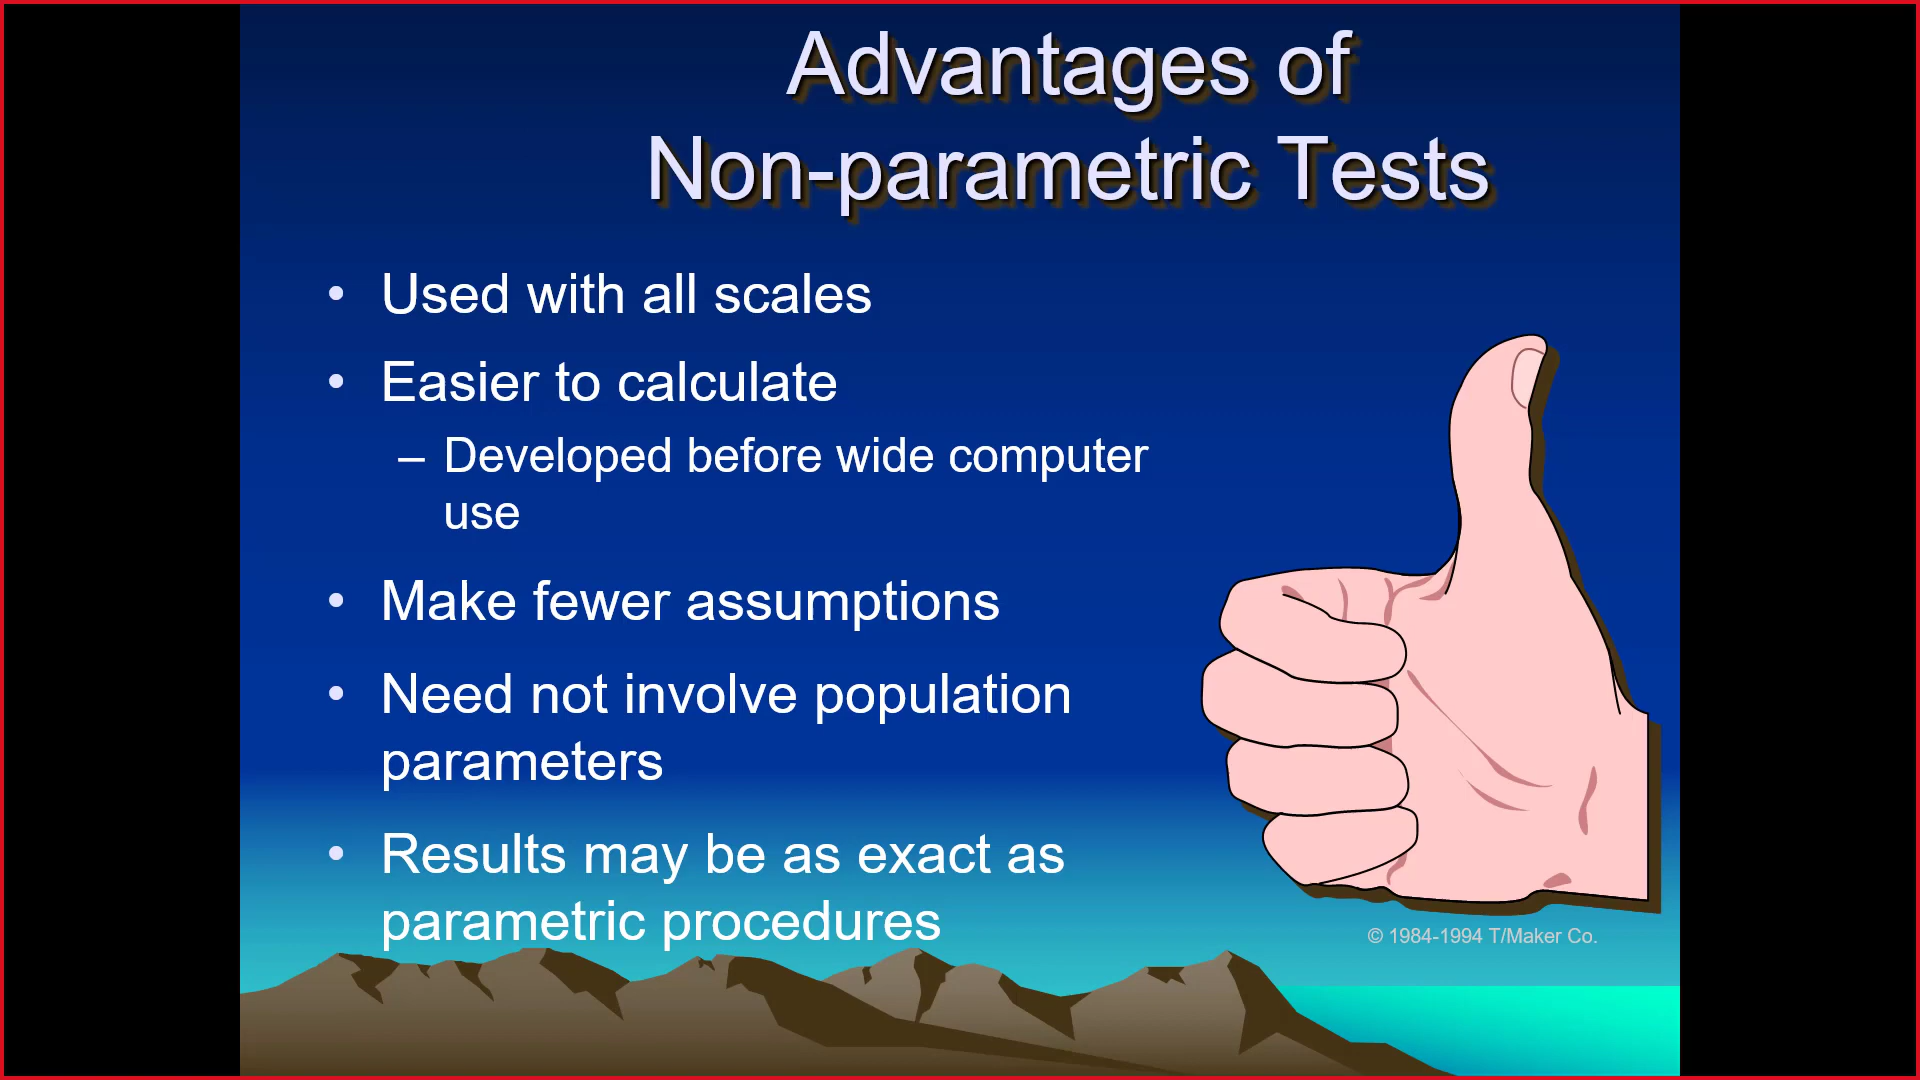 Advantages of
Non-parametric Tests
• Used with all scales
• Easier to calculate
– Developed before wide computer
use
• Make fewer assumptions
• Need not involve population
parameters
• Results may be as exact as
parametric procedures
© 1984-1994 T/Maker Co.